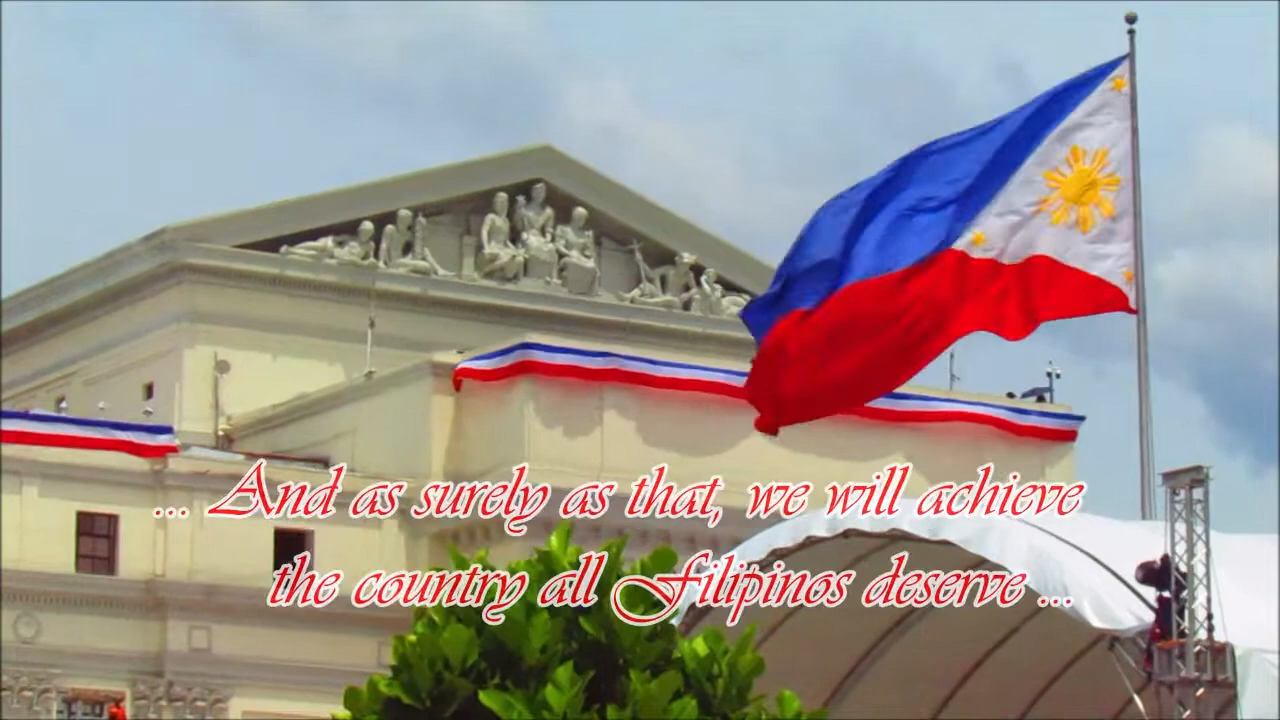 ... And as surely as that, we will achieve
the country all Filipinos deserve ...